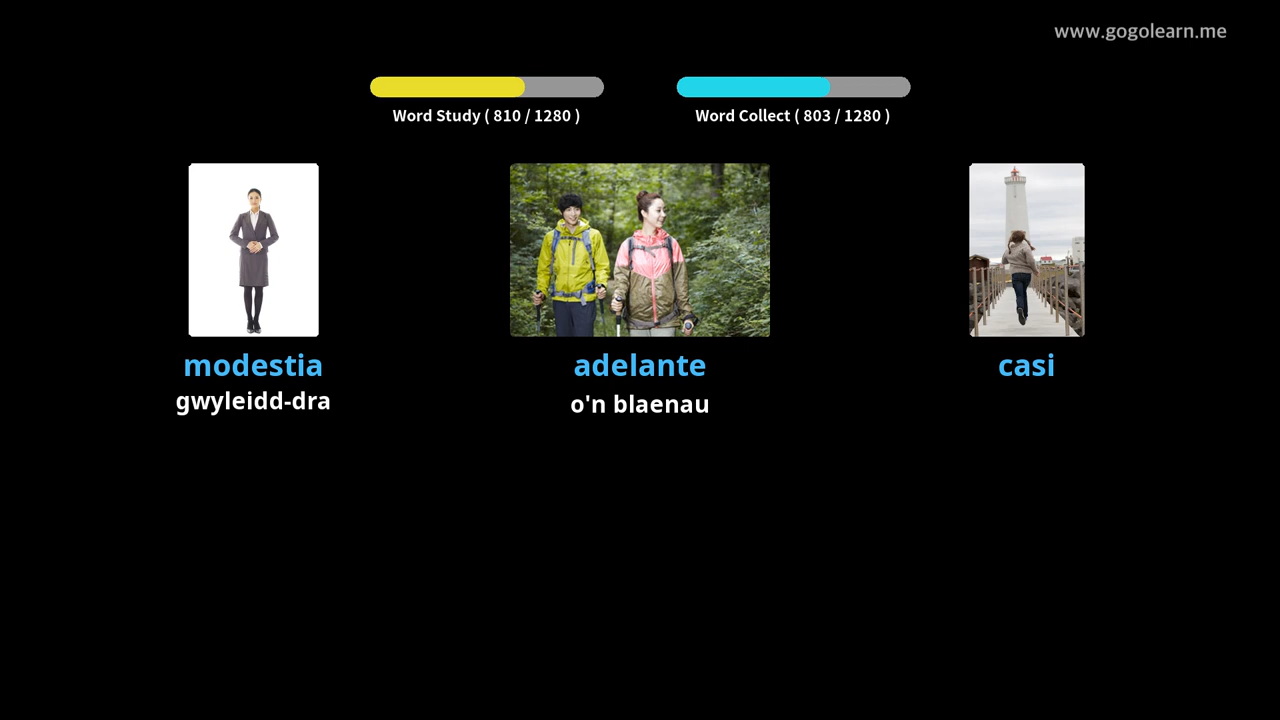 www.gogolearn.me
Word Study ( 810 / 1280 )
Word Collect ( 803 / 1280 )
modestia
gwyleidd-dra
adelante
o'n blaenau
casi